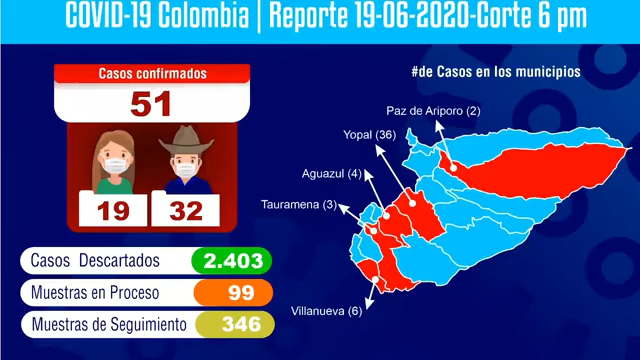 COVID-19 Colombia | Reporte 19-06-2020-Corte 6 pm
Casos confirmados
51
19
32
Casos Descartados 2.403
Muestras en Proceso 99
Muestras de Seguimiento 346
#de Casos en los municipios
Paz de Ariporo (2)
Yopal (36)
Aguazul (4)
Tauramena (3)
Villanueva (6)